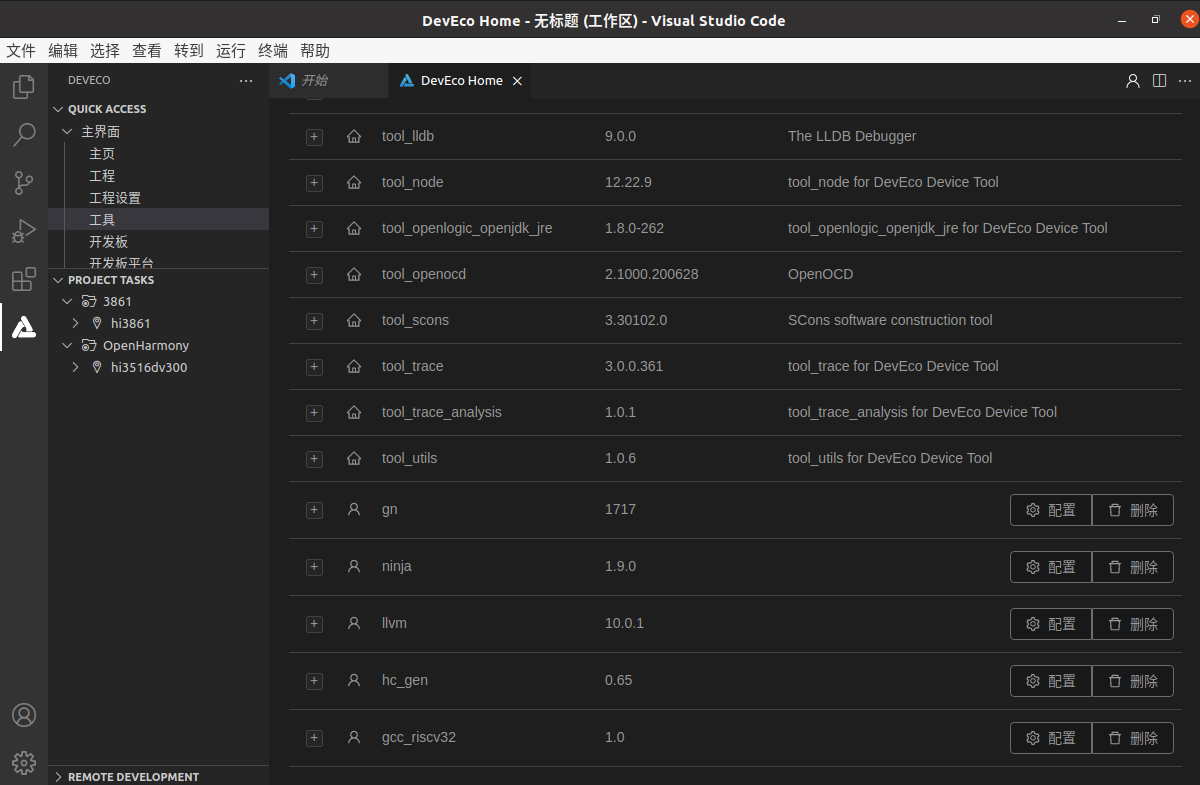 DevEco Home - 无标题 (工作区) - Visual Studio Code
文件 编辑 选择 查看 转到 运行 终端 帮助
DEVECO
QUICK ACCESS
主界面
主页
工程
工程设置
工具
开发板
开发板平台
PROJECT TASKS
3861
hi3861
OpenHarmony
hi3516dv300
REMOTE DEVELOPMENT
开始 DevEco Home
tool_lldb 9.0.0 The LLDB Debugger
tool_node 12.22.9 tool_node for DevEco Device Tool
tool_openlogic_openjdk_jre 1.8.0-262 tool_openlogic_openjdk_jre for DevEco Device Tool
tool_openocd 2.1000.200628 OpenOCD
tool_scons 3.30102.0 SCons software construction tool
tool_trace 3.0.0.361 tool_trace for DevEco Device Tool
tool_trace_analysis 1.0.1 tool_trace_analysis for DevEco Device Tool
tool_utils 1.0.6 tool_utils for DevEco Device Tool
gn 1717 配置 删除
ninja 1.9.0 配置 删除
llvm 10.0.1 配置 删除
hc_gen 0.65 配置 删除
gcc_riscv32 1.0 配置 删除